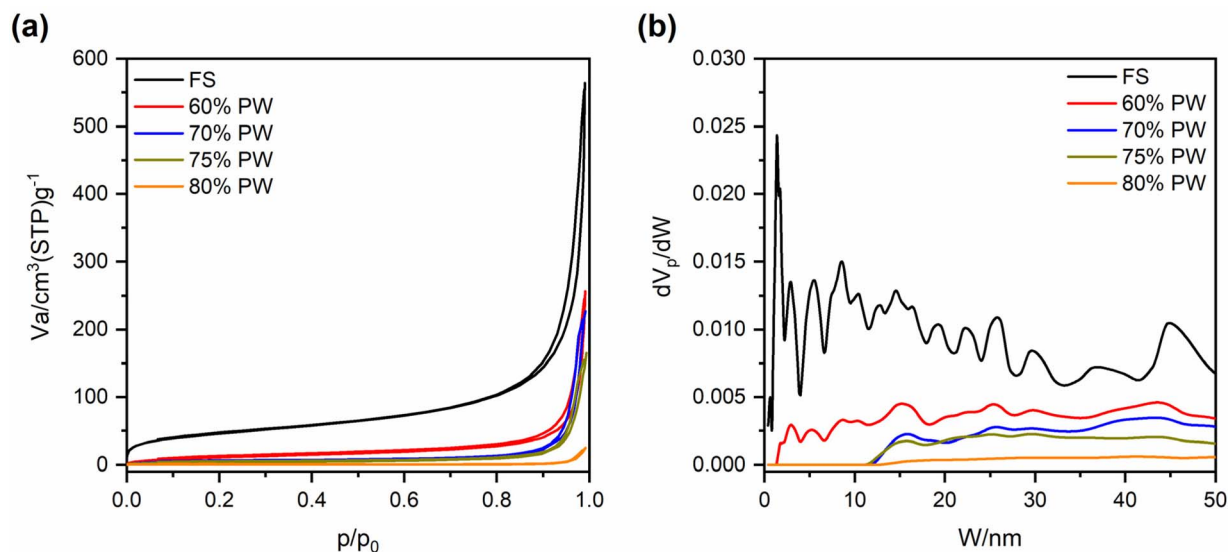 (a)
600
500
400
300
200
100
0
Va/cm³(STP)g⁻¹
FS
60% PW
70% PW
75% PW
80% PW
0.0 0.2 0.4 0.6 0.8 1.0
p/p₀
(b)
0.030
0.025
0.020
0.015
0.010
0.005
0.000
dVₚ/dW
FS
60% PW
70% PW
75% PW
80% PW
0 10 20 30 40 50
W/nm